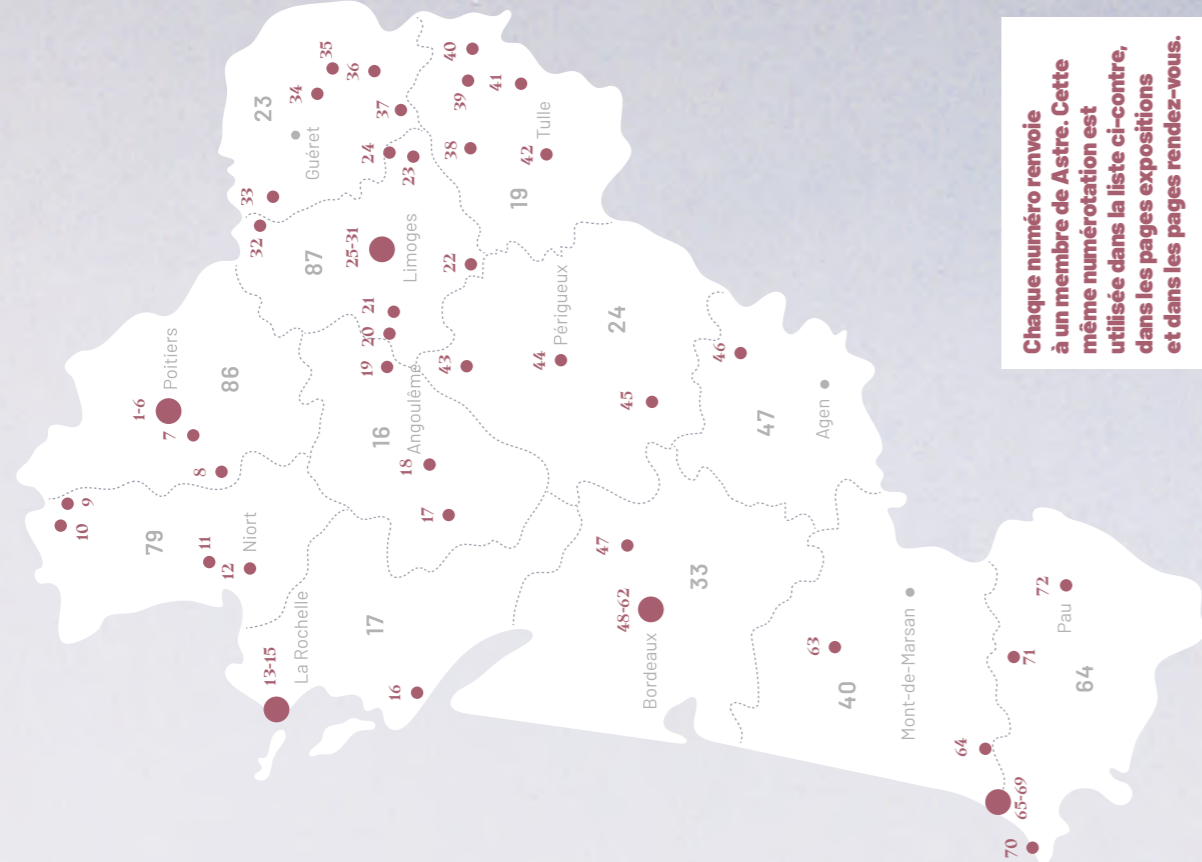 Chaque numéro renvoie
à un membre de Astre. Cette
même numérotation est
utilisée dans la liste ci-contre,
dans les pages expositions
et dans les pages rendez-vous.
10
9
79
8
7
1-6
Poitiers
86
11
12
Niort
13-15
La Rochelle
17
16
32
33
23
Guéret
34
35
36
37
24
23
87
25-31
Limoges
21
20
19
16
Angoulême
18
17
22
38
39
40
41
42
Tulle
19
43
44
Périgueux
24
45
46
47
Agen
47
48-62
Bordeaux
33
63
40
Mont-de-Marsan
64
65-69
70
71
72
Pau
64